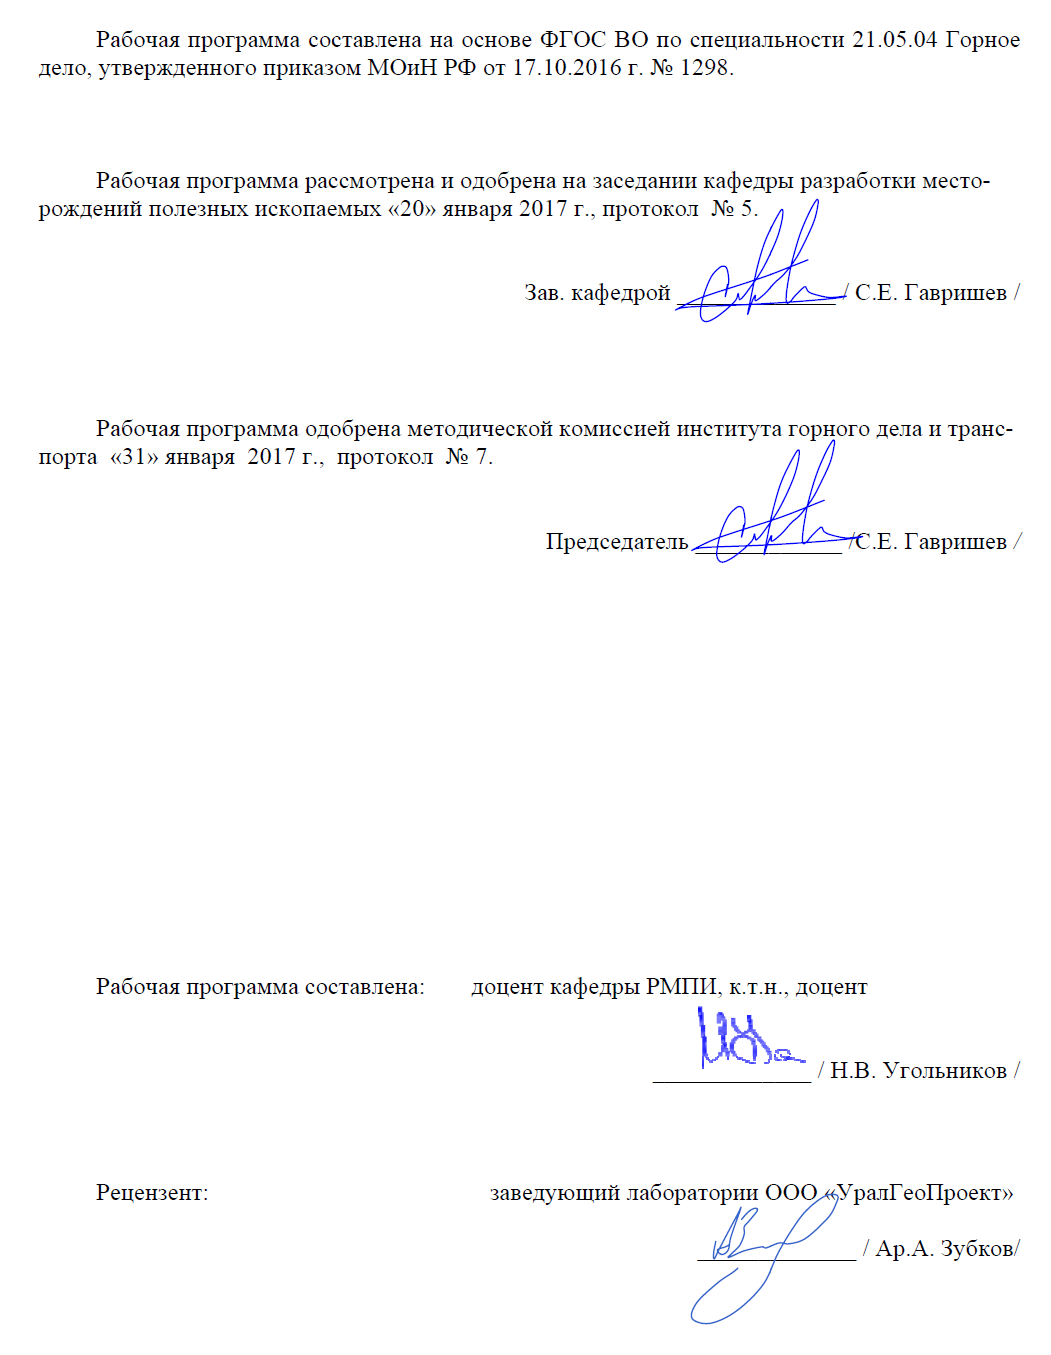 Рабочая программа составлена на основе ФГОС ВО по специальности 21.05.04 Горное
дело, утвержденного приказом МОиН РФ от 17.10.2016 г. № 1298.
Рабочая программа рассмотрена и одобрена на заседании кафедры разработки место-
рождений полезных ископаемых «20» января 2017 г., протокол № 5.
Зав. кафедрой _____________ / С.Е. Гавришев /
Рабочая программа одобрена методической комиссией института горного дела и транс-
порта «31» января 2017 г., протокол № 7.
Председатель ____________ /С.Е. Гавришев /
Рабочая программа составлена: доцент кафедры РМПИ, к.т.н., доцент
_____________ / Н.В. Угольников /
Рецензент: заведующий лаборатории ООО «УралГеоПроект»
_____________ / Ар.А. Зубков/